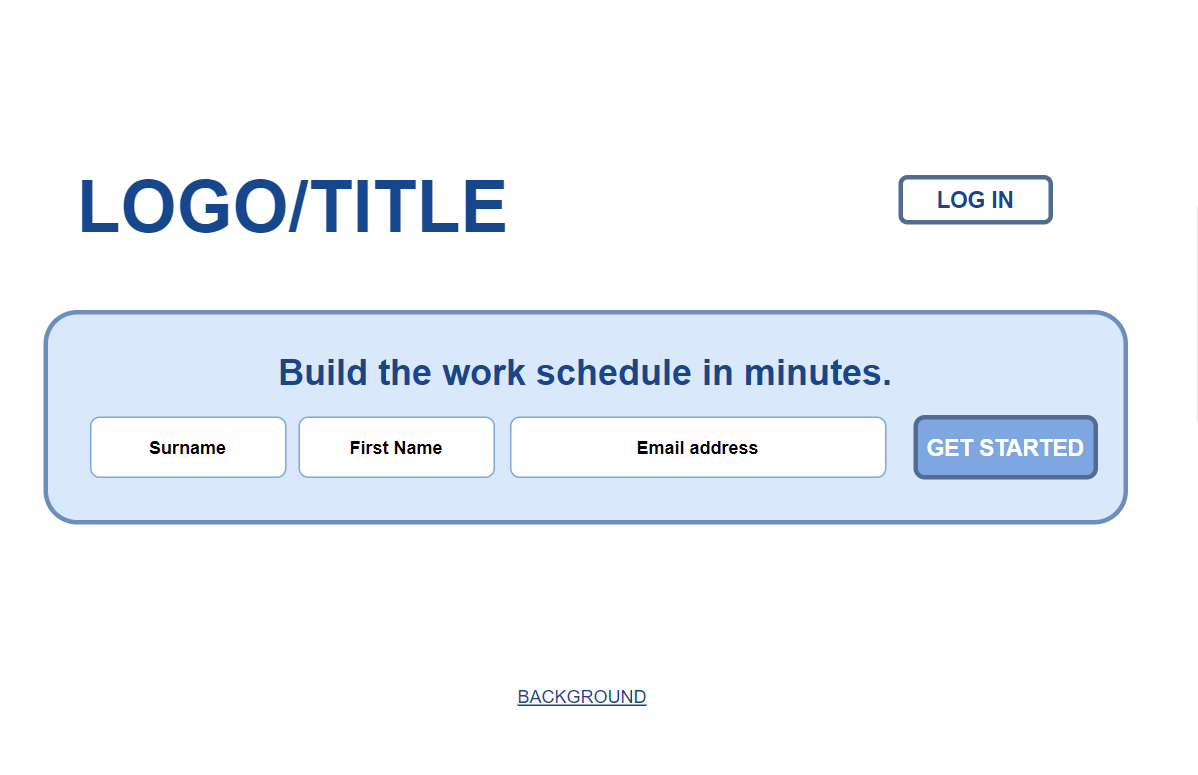 LOGO/TITLE
LOG IN
Build the work schedule in minutes.
Surname
First Name
Email address
GET STARTED
BACKGROUND